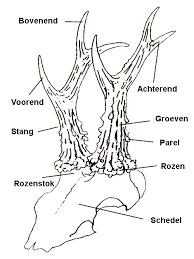 Bovenend
Achterend
Voorend
Groeven
Stang
Parel
Rozen
Rozenstok
Schedel